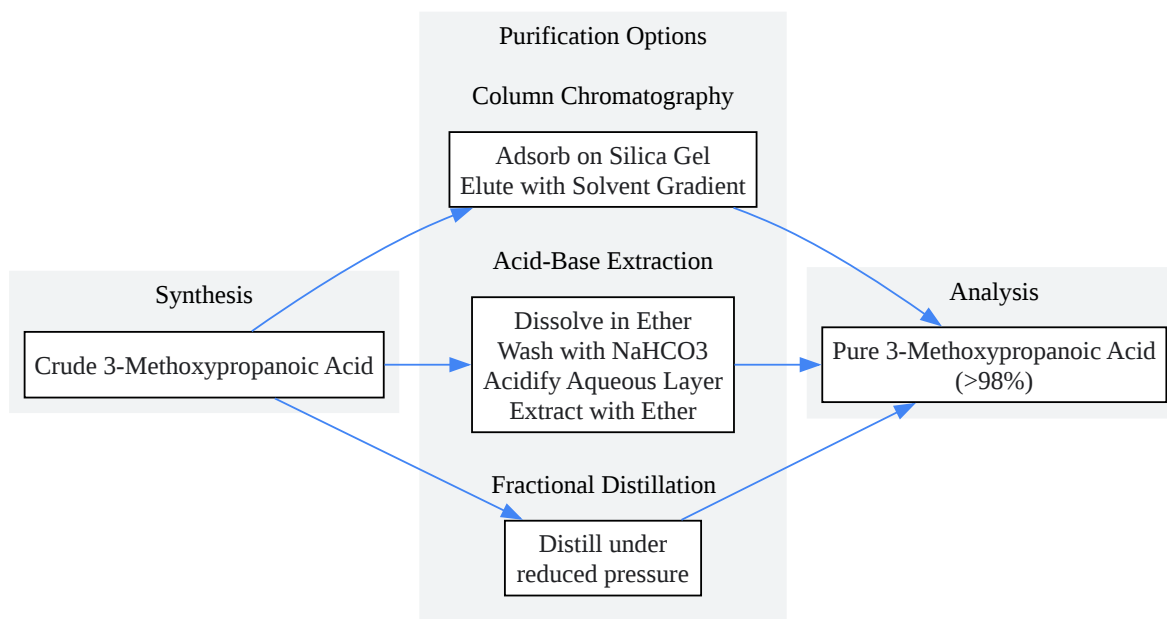 Purification Options
Column Chromatography
Adsorb on Silica Gel
Elute with Solvent Gradient
Acid-Base Extraction
Dissolve in Ether
Wash with NaHCO3
Acidify Aqueous Layer
Extract with Ether
Fractional Distillation
Distill under
reduced pressure
Synthesis
Crude 3-Methoxypropanoic Acid
Analysis
Pure 3-Methoxypropanoic Acid
(>98%)